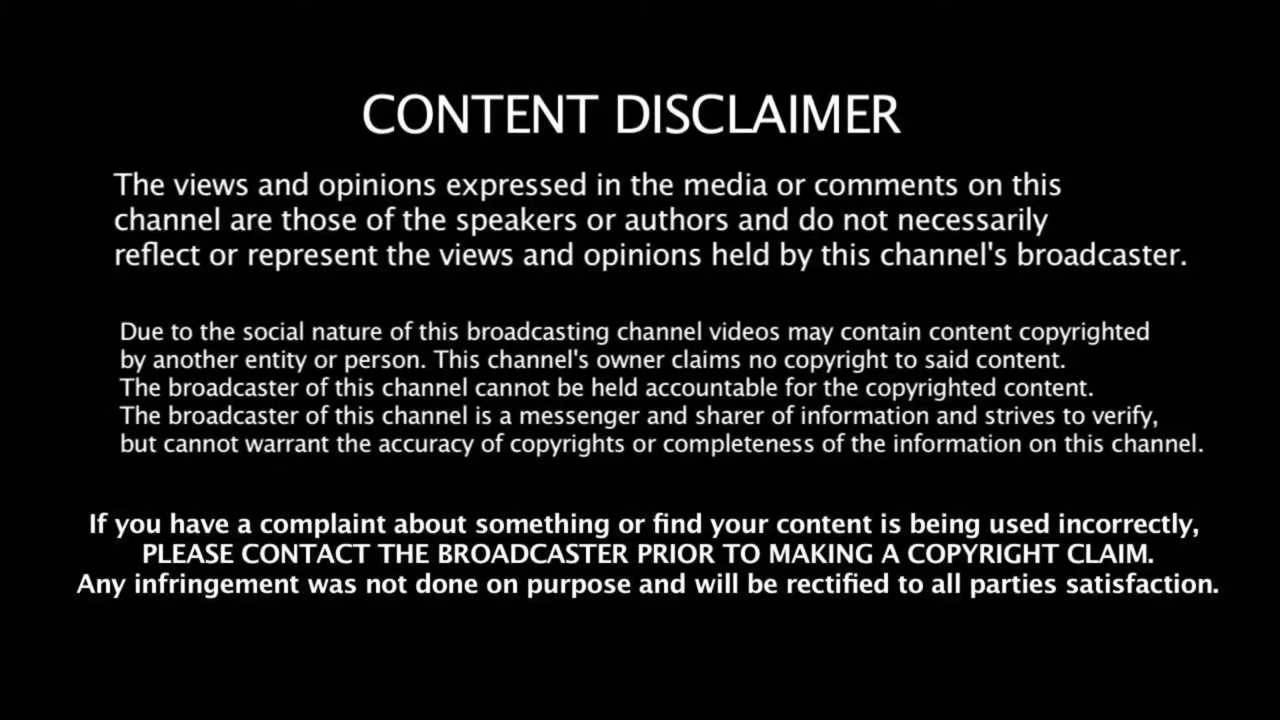 CONTENT DISCLAIMER
The views and opinions expressed in the media or comments on this
channel are those of the speakers or authors and do not necessarily
reflect or represent the views and opinions held by this channel's broadcaster.
Due to the social nature of this broadcasting channel videos may contain content copyrighted
by another entity or person. This channel's owner claims no copyright to said content.
The broadcaster of this channel cannot be held accountable for the copyrighted content.
The broadcaster of this channel is a messenger and sharer of information and strives to verify,
but cannot warrant the accuracy of copyrights or completeness of the information on this channel.
If you have a complaint about something or find your content is being used incorrectly,
PLEASE CONTACT THE BROADCASTER PRIOR TO MAKING A COPYRIGHT CLAIM.
Any infringement was not done on purpose and will be rectified to all parties satisfaction.